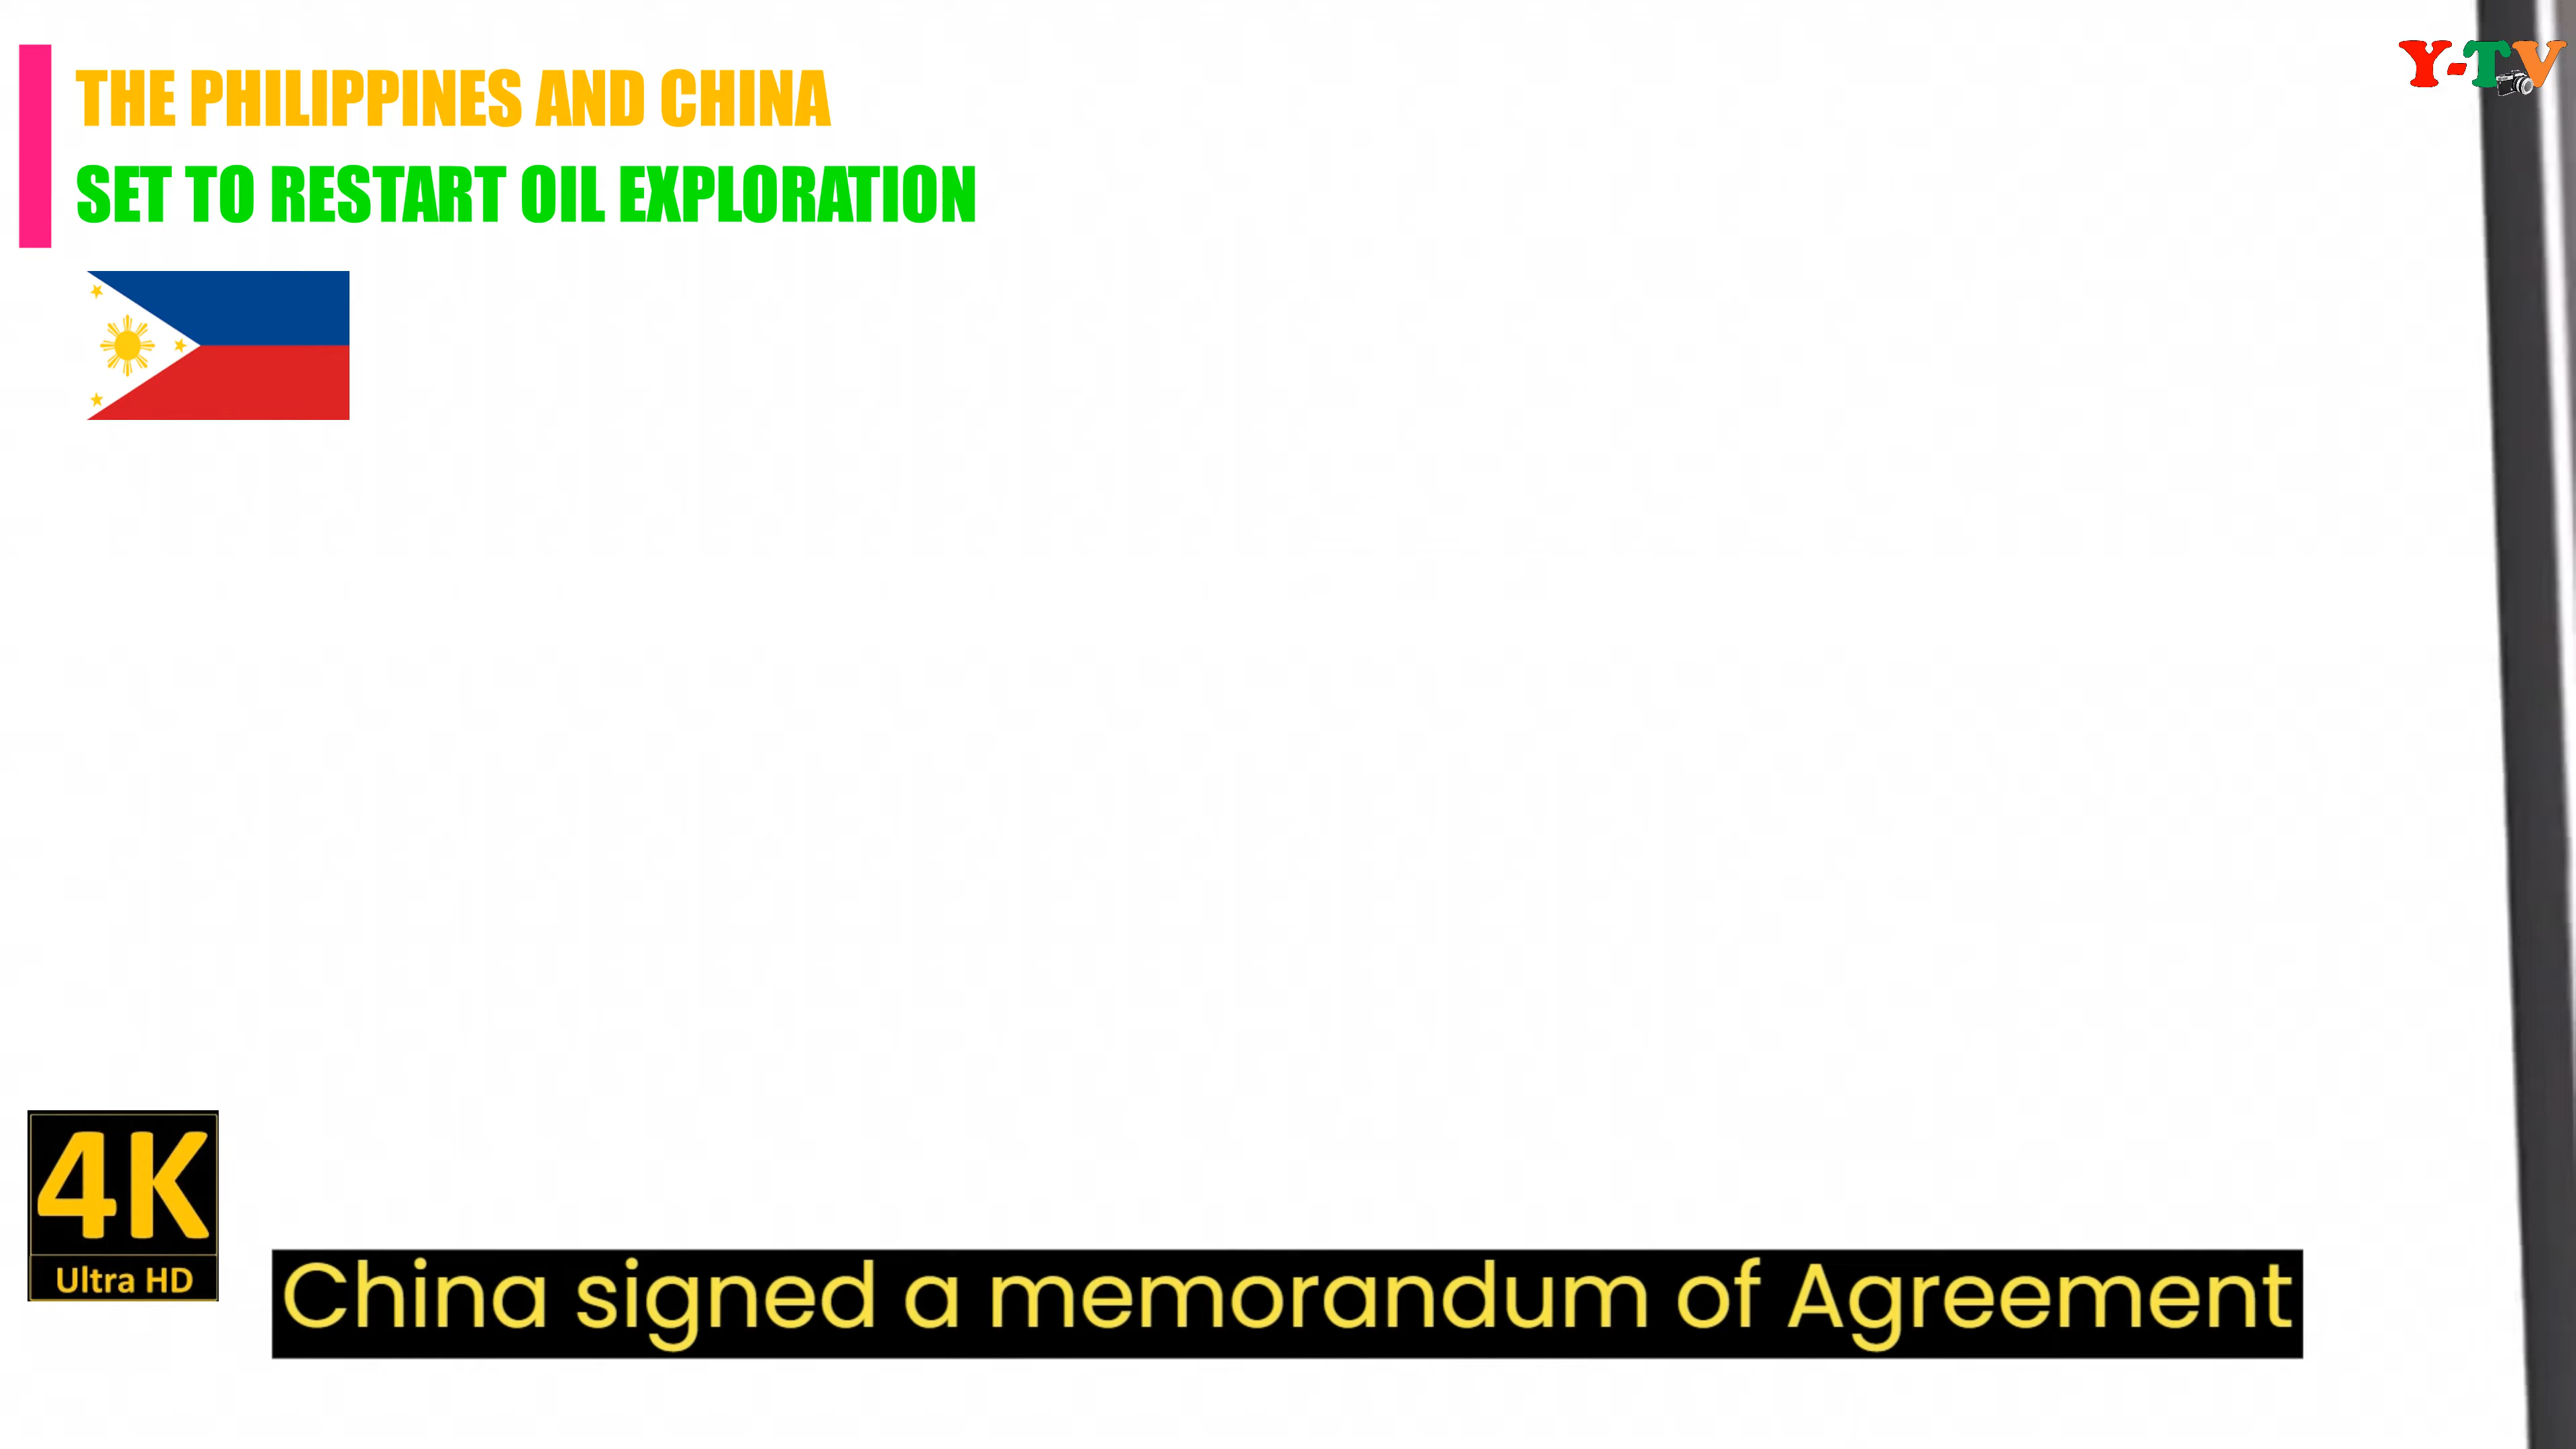 THE PHILIPPINES AND CHINA
SET TO RESTART OIL EXPLORATION
Y-TV
4K
Ultra HD
China signed a memorandum of Agreement